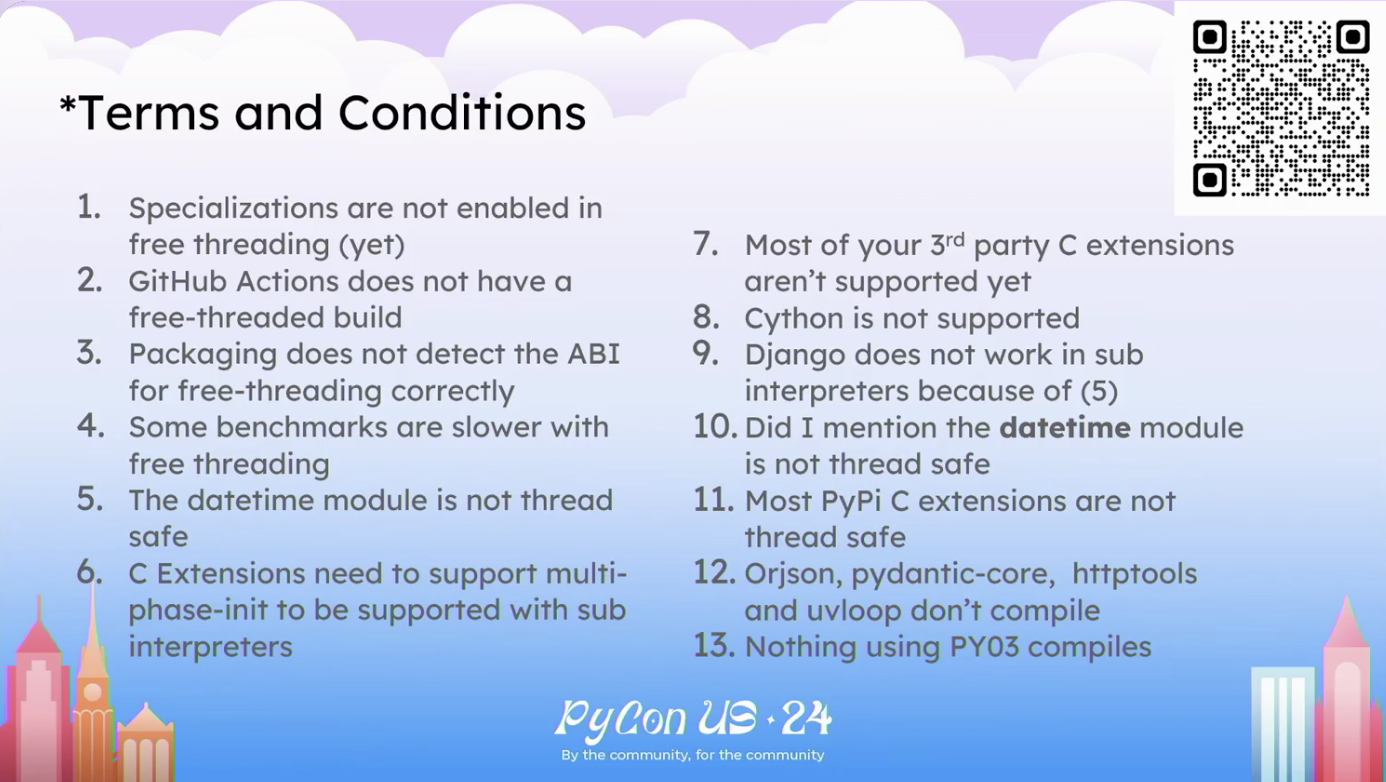 *Terms and Conditions
1. Specializations are not enabled in
free threading (yet)
2. GitHub Actions does not have a
free-threaded build
3. Packaging does not detect the ABI
for free-threading correctly
4. Some benchmarks are slower with
free threading
5. The datetime module is not thread
safe
6. C Extensions need to support multi-
phase-init to be supported with sub
interpreters
7. Most of your 3rd party C extensions
aren’t supported yet
8. Cython is not supported
9. Django does not work in sub
interpreters because of (5)
10. Did I mention the datetime module
is not thread safe
11. Most PyPi C extensions are not
thread safe
12. Orjson, pydantic-core,  httptools
and uvloop don’t compile
13. Nothing using PY03 compiles
PyCon US · 24
By the community, for the community